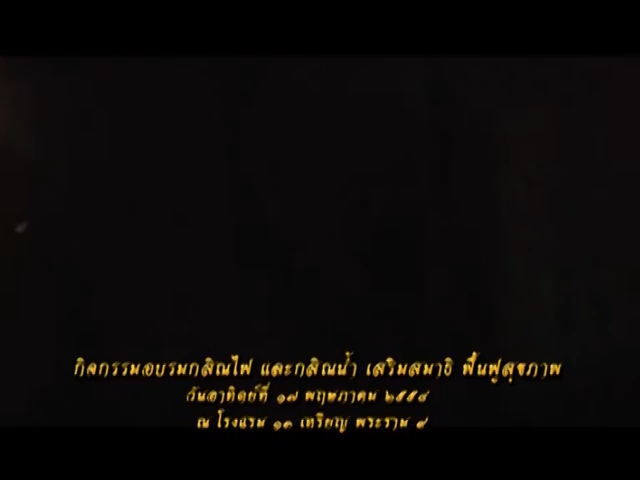 กิจกรรมอบรมกสิณไฟ และกสิณน้ำ เสริมสมาธิ ฟื้นฟูสุขภาพ
วันอาทิตย์ที่ ๑๗ พฤษภาคม ๒๕๕๘
ณ โรงแรม ๑๓ เหรียญ พระราม ๙